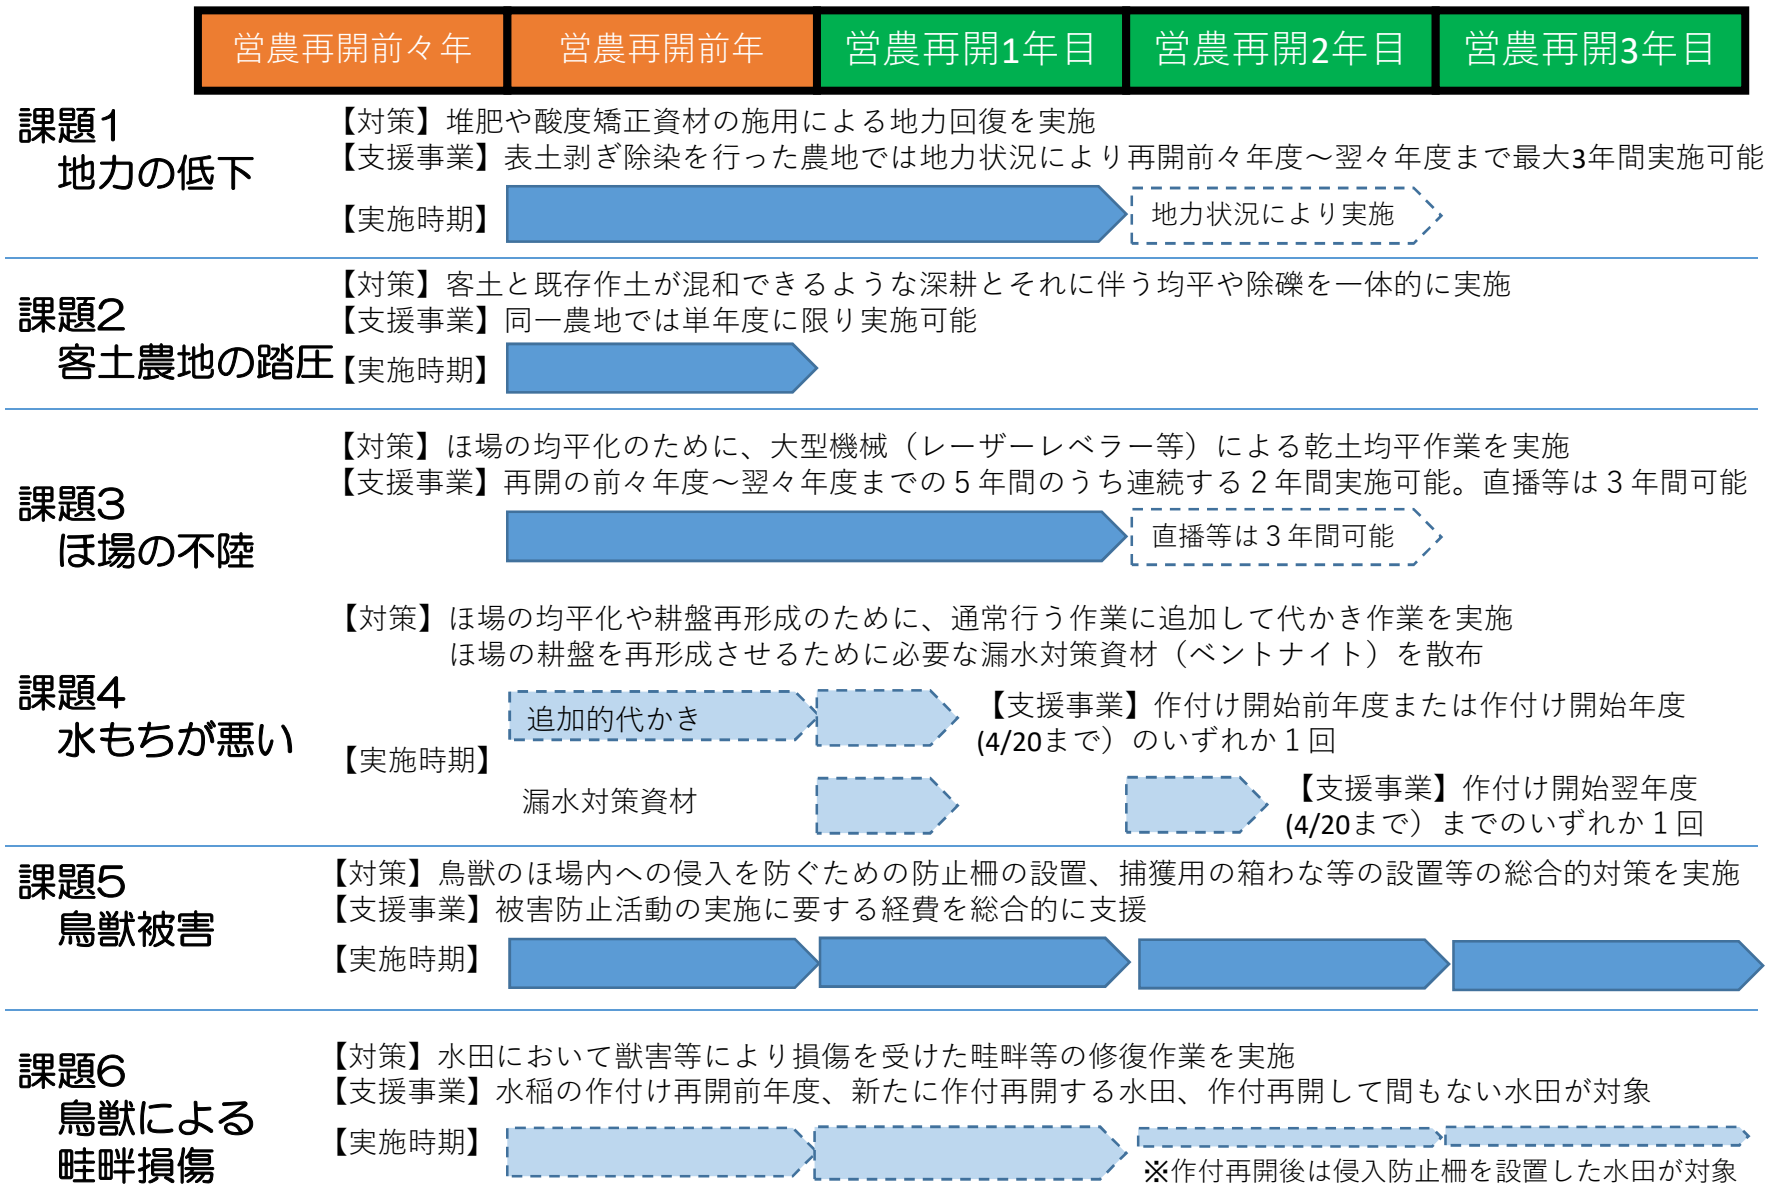 営農再開前々年
営農再開前年
営農再開1年目
営農再開2年目
営農再開3年目
課題1
地力の低下
【対策】堆肥や酸度矯正資材の施用による地力回復を実施
【支援事業】表土剥ぎ除染を行った農地では地力状況により再開前々年度～翌々年度まで最大3年間実施可能
【実施時期】
地力状況により実施
課題2
客土農地の踏圧
【対策】客土と既存作土が混和できるような深耕とそれに伴う均平や除礫を一体的に実施
【支援事業】同一農地では単年度に限り実施可能
【実施時期】
課題3
ほ場の不陸
【対策】ほ場の均平化のために、大型機械（レーザーレベラー等）による乾土均平作業を実施
【支援事業】再開の前々年度～翌々年度までの５年間のうち連続する２年間実施可能。直播等は３年間可能
直播等は３年間可能
課題4
水もちが悪い
【対策】ほ場の均平化や耕盤再形成のために、通常行う作業に追加して代かき作業を実施
ほ場の耕盤を再形成させるために必要な漏水対策資材（ベントナイト）を散布
【実施時期】
追加的代かき
【支援事業】作付け開始前年度または作付け開始年度
(4/20まで）のいずれか１回
漏水対策資材
【支援事業】作付け開始翌年度
(4/20まで）までのいずれか１回
課題5
鳥獣被害
【対策】鳥獣のほ場内への侵入を防ぐための防止柵の設置、捕獲用の箱わな等の設置等の総合的対策を実施
【支援事業】被害防止活動の実施に要する経費を総合的に支援
【実施時期】
課題6
鳥獣による
畦畔損傷
【対策】水田において獣害等により損傷を受けた畦畔等の修復作業を実施
【支援事業】水稲の作付け再開前年度、新たに作付再開する水田、作付再開して間もない水田が対象
【実施時期】
※作付再開後は侵入防止柵を設置した水田が対象